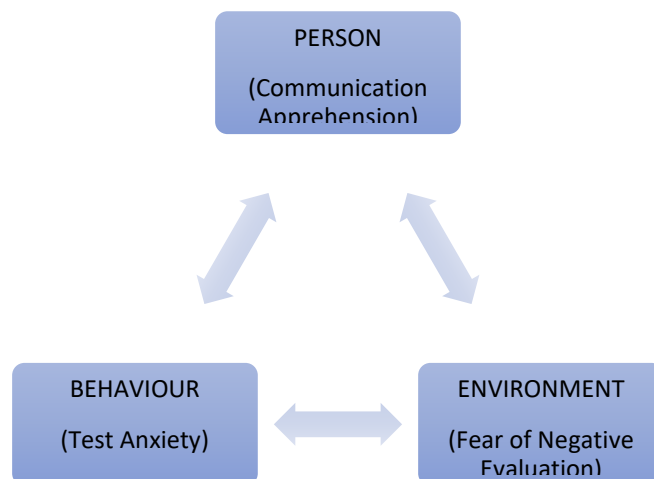 PERSON
(Communication
Apprehension)
BEHAVIOUR
(Test Anxiety)
ENVIRONMENT
(Fear of Negative
Evaluation)